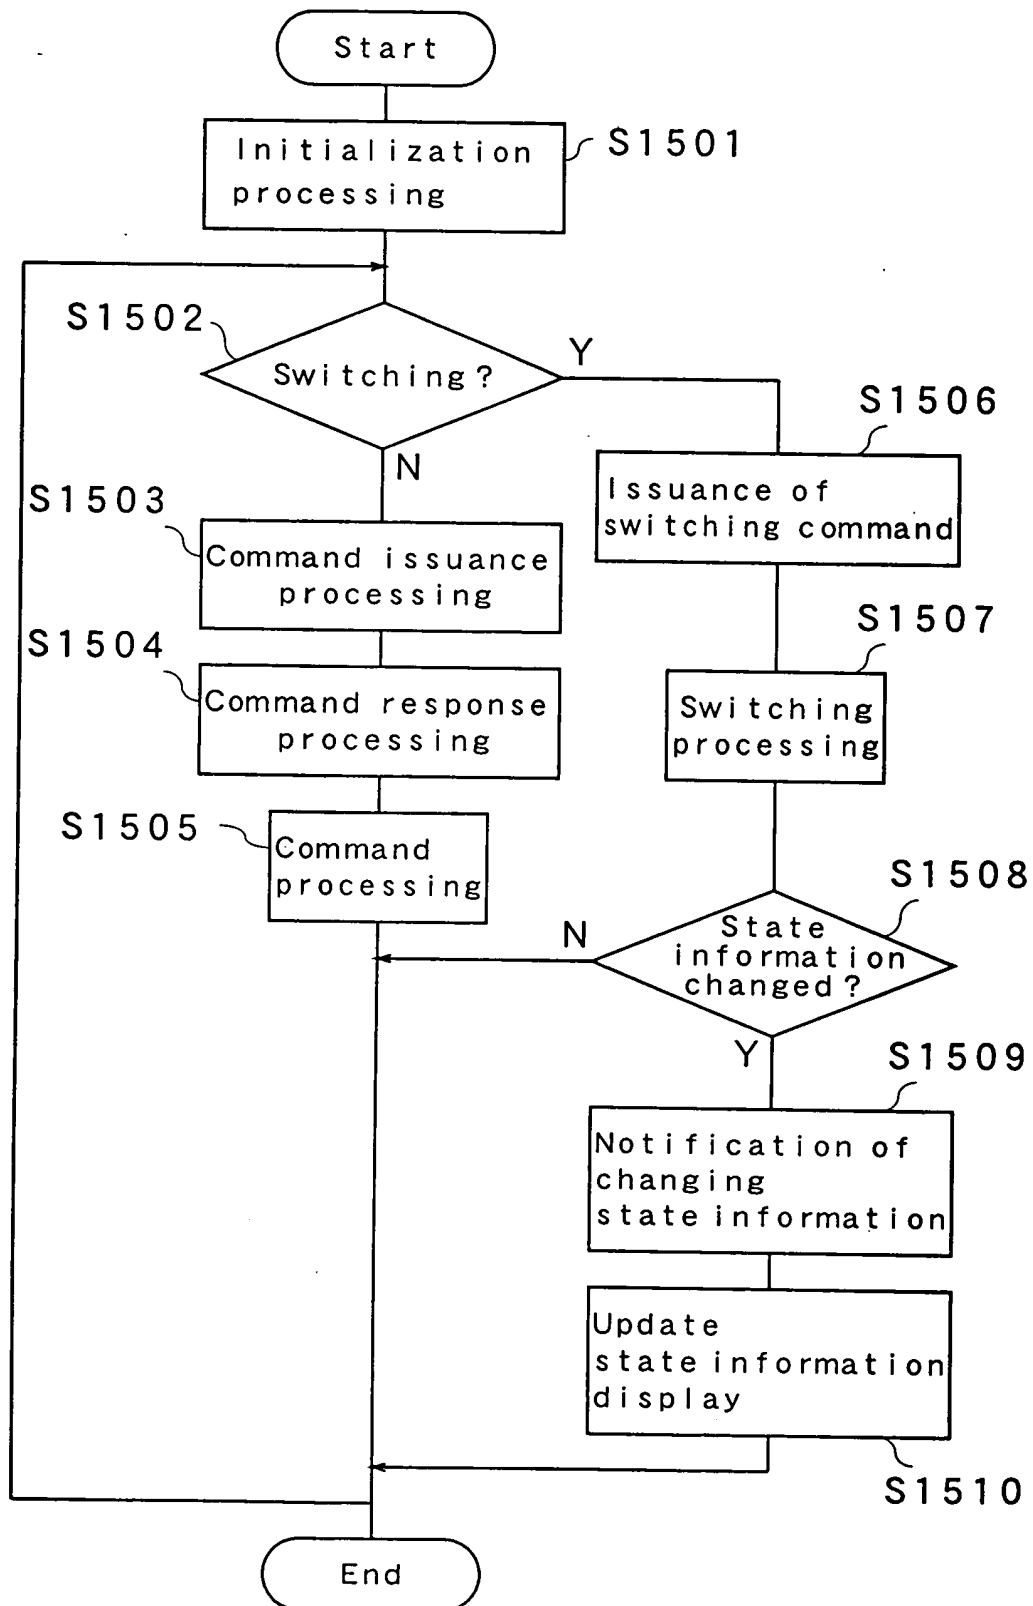 Start
Initialization
processing
S1501
S1502
Switching?
Y
N
S1503
Command issuance
processing
S1504
Command response
processing
S1505
Command
processing
S1506
Issuance of
switching command
S1507
Switching
processing
S1508
State
information
changed?
N
Y
S1509
Notification of
changing
state information
Update
state information
display
S1510
End